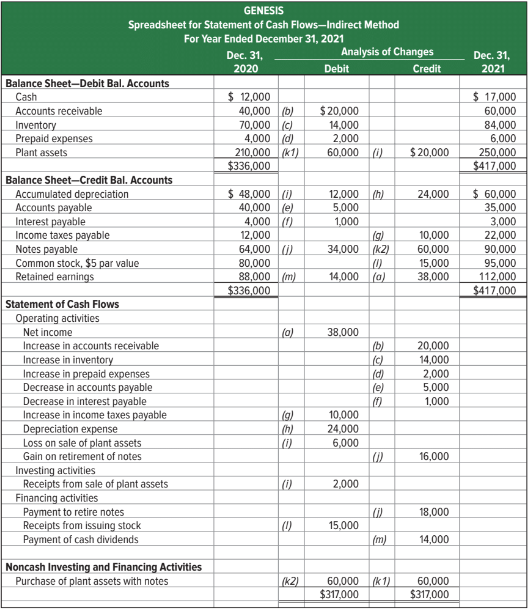 GENESIS
Spreadsheet for Statement of Cash Flows—Indirect Method
For Year Ended December 31, 2021
Dec. 31, Analysis of Changes Dec. 31,
2020 Debit Credit 2021
Balance Sheet—Debit Bal. Accounts
Cash $ 12,000 $ 17,000
Accounts receivable 40,000 (b) $ 20,000 60,000
Inventory 70,000 (c) 14,000 84,000
Prepaid expenses 4,000 (d) 2,000 6,000
Plant assets 210,000 (k1) 60,000 (i) $ 20,000 250,000
$336,000 $417,000
Balance Sheet—Credit Bal. Accounts
Accumulated depreciation $ 48,000 (i) 12,000 (h) 24,000 $ 60,000
Accounts payable 40,000 (e) 5,000 35,000
Interest payable 4,000 (f) 1,000 3,000
Income taxes payable 12,000 (g) 10,000 22,000
Notes payable 64,000 (j) 34,000 (k2) 60,000 90,000
Common stock, $5 par value 80,000 (l) 15,000 95,000
Retained earnings 88,000 (m) 14,000 (a) 38,000 112,000
$336,000 $417,000
Statement of Cash Flows
Operating activities
Net income (a) 38,000
Increase in accounts receivable (b) 20,000
Increase in inventory (c) 14,000
Increase in prepaid expenses (d) 2,000
Decrease in accounts payable (e) 5,000
Decrease in interest payable (f) 1,000
Increase in income taxes payable (g) 10,000
Depreciation expense (h) 24,000
Loss on sale of plant assets (i) 6,000
Gain on retirement of notes (j) 16,000
Investing activities
Receipts from sale of plant assets (i) 2,000
Financing activities
Payment to retire notes (j) 18,000
Receipts from issuing stock (l) 15,000
Payment of cash dividends (m) 14,000
Noncash Investing and Financing Activities
Purchase of plant assets with notes (k2) 60,000 (k1) 60,000
$317,000 $317,000